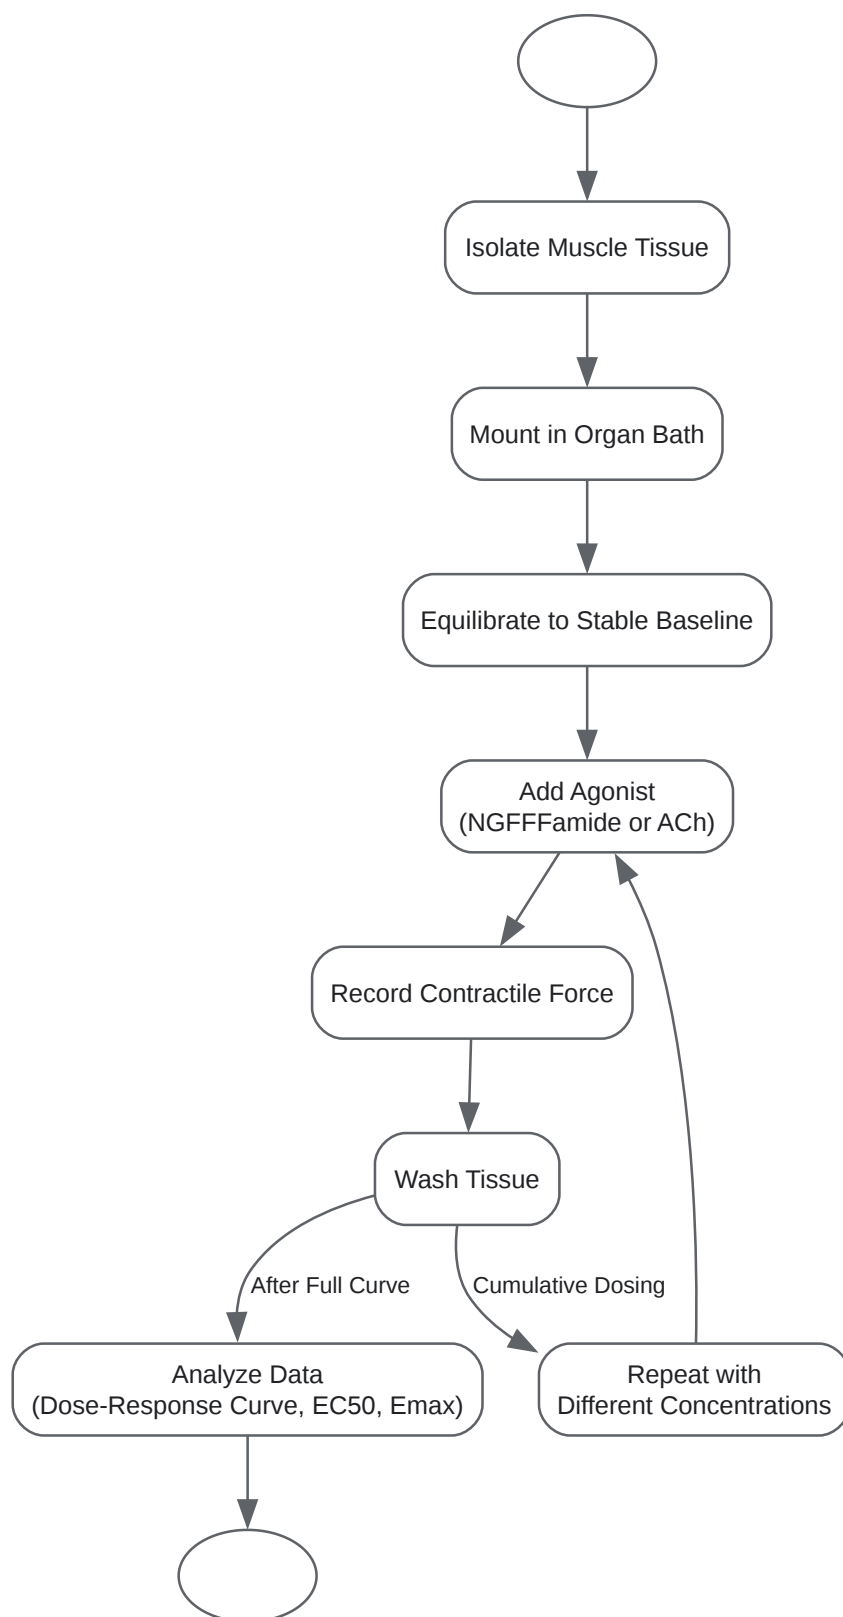 Isolate Muscle Tissue
Mount in Organ Bath
Equilibrate to Stable Baseline
Add Agonist
(NGFFFamide or ACh)
Record Contractile Force
Wash Tissue
After Full Curve
Cumulative Dosing
Analyze Data
(Dose-Response Curve, EC50, Emax)
Repeat with
Different Concentrations